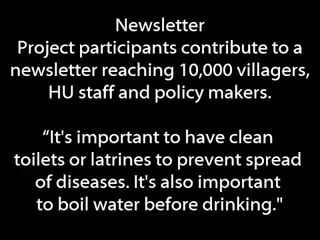 Newsletter
Project participants contribute to a
newsletter reaching 10,000 villagers,
HU staff and policy makers.
“It's important to have clean
toilets or latrines to prevent spread
of diseases. It's also important
to boil water before drinking."